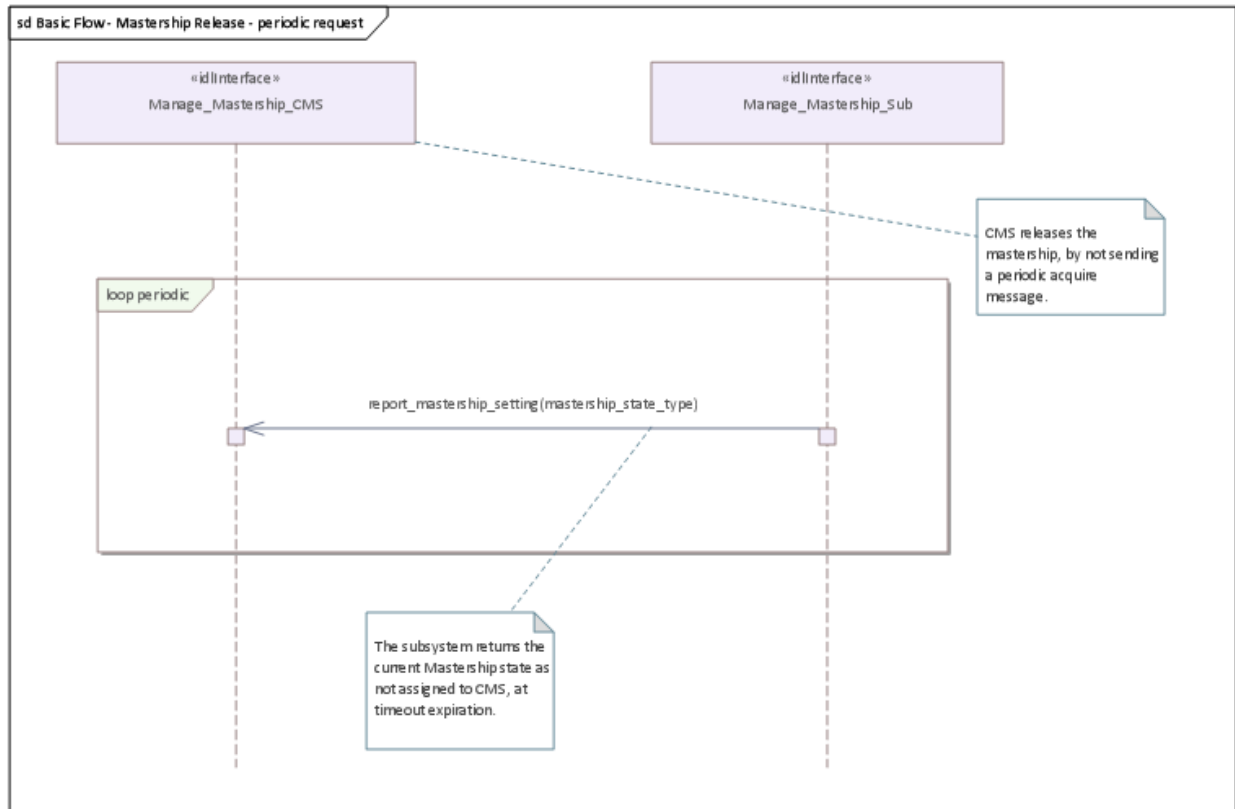 sd Basic Flow - Mastership Release - periodic request
«idlInterface»
Manage_Mastership_CMS
«idlInterface»
Manage_Mastership_Sub
CMS releases the
mastership, by not sending
a periodic acquire
message.
loop periodic
report_mastership_setting(mastership_state_type)
The subsystem returns the
current Mastership state as
not assigned to CMS, at
timeout expiration.